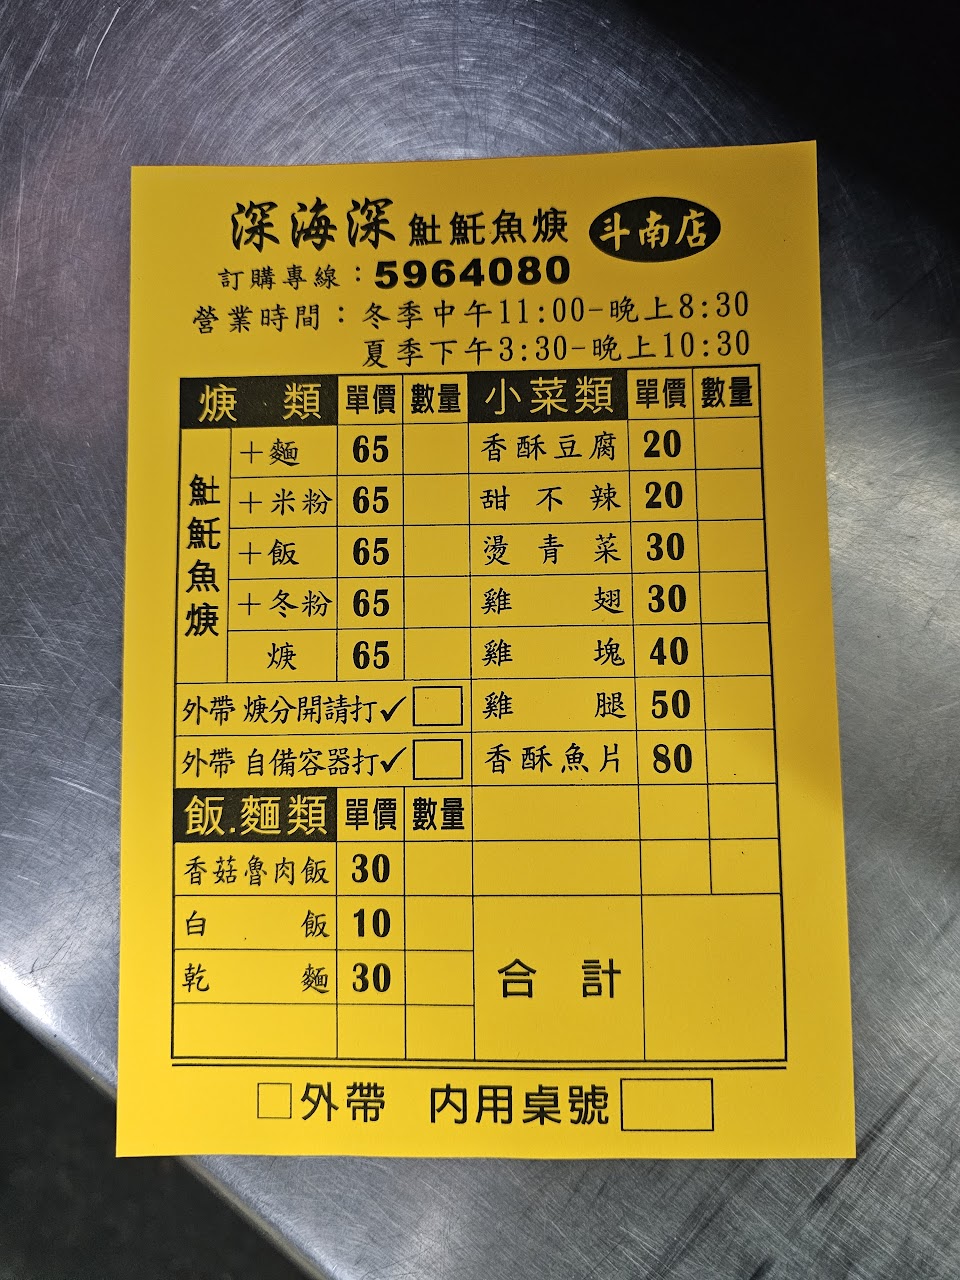 深海深 魠魠魚焿 斗南店
訂購專線：5964080
營業時間：冬季中午11:00-晚上8:30
夏季下午3:30-晚上10:30
焿類 單價 數量
魠魠魚焿
＋麵 65
＋米粉 65
＋飯 65
＋冬粉 65
焿 65
外帶 焿分開請打✓
外帶 自備容器打✓
飯.麵類 單價 數量
香菇魯肉飯 30
白飯 10
乾麵 30
小菜類 單價 數量
香酥豆腐 20
甜不辣 20
燙青菜 30
雞翅 30
雞塊 40
雞腿 50
香酥魚片 80
合計
外帶 內用桌號